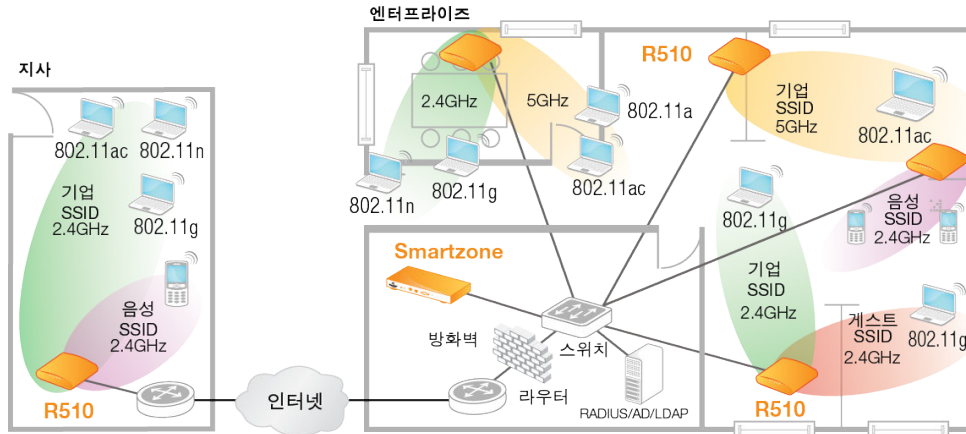 지사
802.11ac
802.11n
기업
SSID
2.4GHz
802.11g
음성
SSID
2.4GHz
R510
인터넷
엔터프라이즈
2.4GHz
5GHz
802.11a
802.11n
802.11g
802.11ac
R510
기업
SSID
5GHz
802.11ac
802.11g
음성
SSID
2.4GHz
Smartzone
방화벽
스위치
라우터
RADIUS/AD/LDAP
기업
SSID
2.4GHz
게스트
SSID
2.4GHz
802.11g
R510